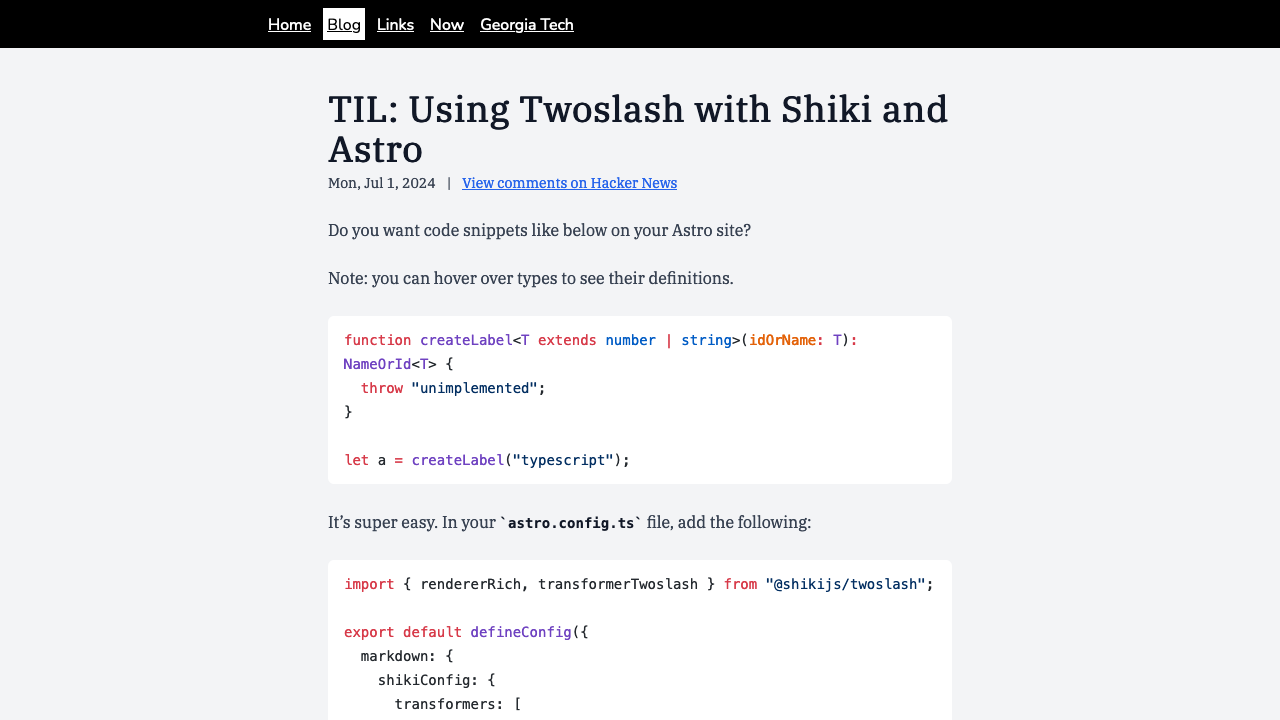 Home Blog Links Now Georgia Tech
TIL: Using Twoslash with Shiki and
Astro
Mon, Jul 1, 2024 | View comments on Hacker News
Do you want code snippets like below on your Astro site?
Note: you can hover over types to see their definitions.
function createLabel<T extends number | string>(idOrName: T):
NameOrId<T> {
  throw "unimplemented";
}
let a = createLabel("typescript");
It’s super easy. In your `astro.config.ts` file, add the following:
import { rendererRich, transformerTwoslash } from "@shikijs/twoslash";
export default defineConfig({
  markdown: {
    shikiConfig: {
      transformers: [